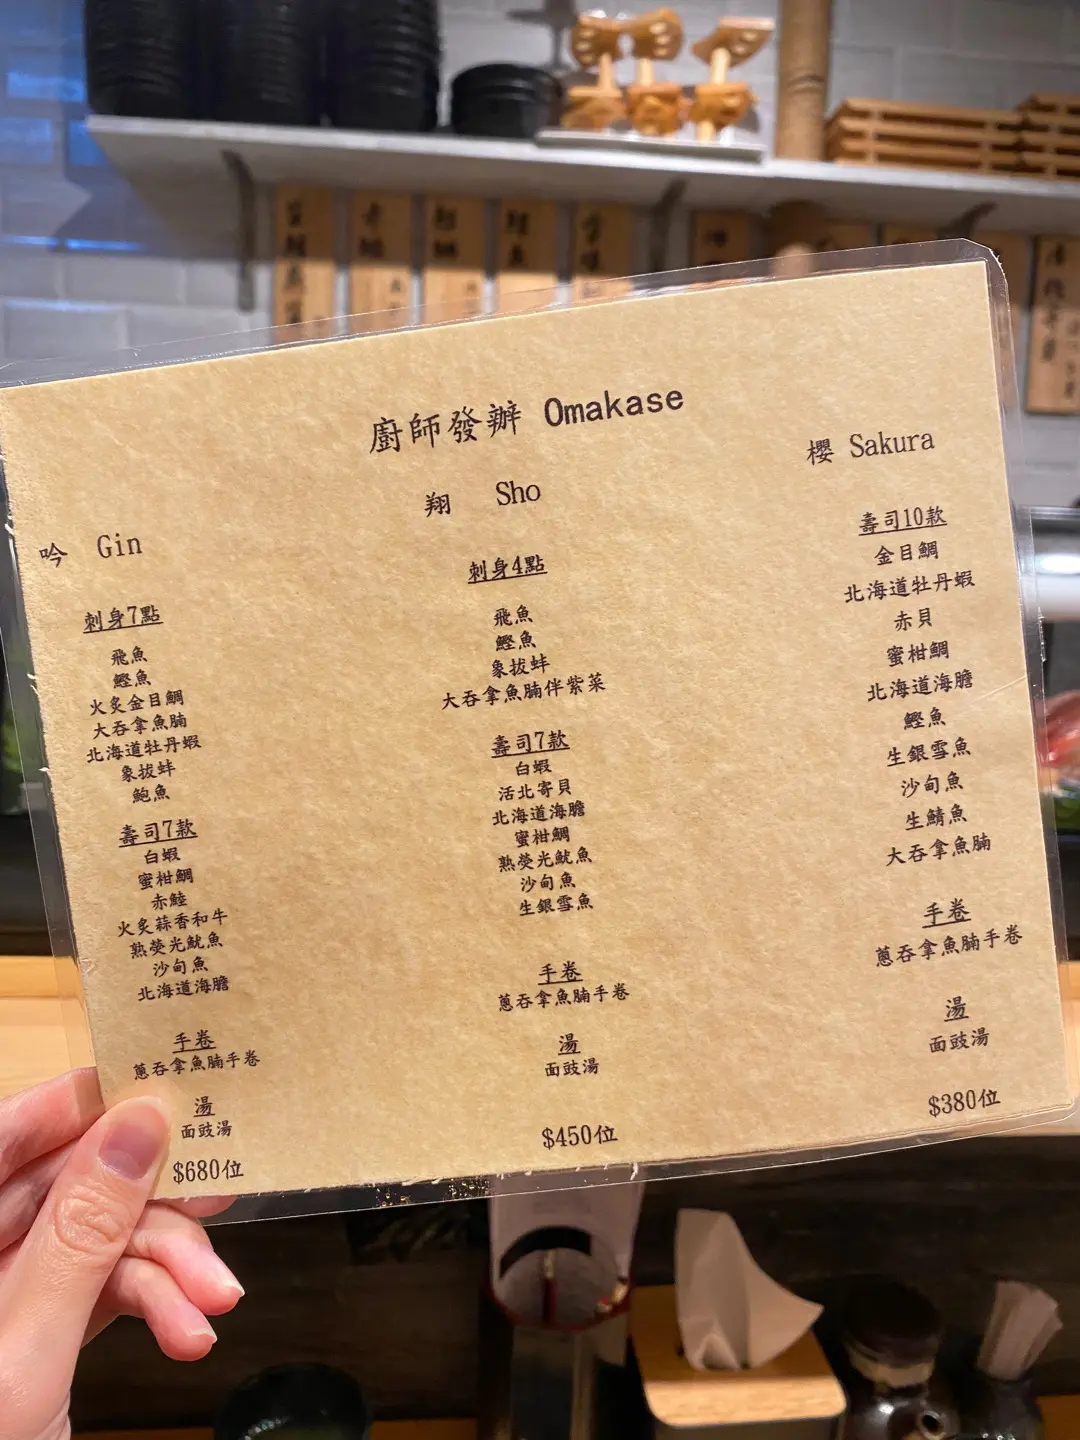 廚師發辦 Omakase
吟 Gin
刺身7點
飛魚
鰹魚
火炙金目鯛
大吞拿魚腩
北海道牡丹蝦
象拔蚌
鮑魚
壽司7款
白蝦
蜜柑鯛
赤鯥
火炙蒜香和牛
熟熒光魷魚
沙甸魚
北海道海膽
手卷
蔥吞拿魚腩手卷
湯
面豉湯
$680位
翔 Sho
刺身4點
飛魚
鰹魚
象拔蚌
大吞拿魚腩伴紫菜
壽司7款
白蝦
活北寄貝
北海道海膽
蜜柑鯛
熟熒光魷魚
沙甸魚
生銀雪魚
手卷
蔥吞拿魚腩手卷
湯
面豉湯
$450位
櫻 Sakura
壽司10款
金目鯛
北海道牡丹蝦
赤貝
蜜柑鯛
北海道海膽
鰹魚
生銀雪魚
沙甸魚
生鯖魚
大吞拿魚腩
手卷
蔥吞拿魚腩手卷
湯
面豉湯
$380位